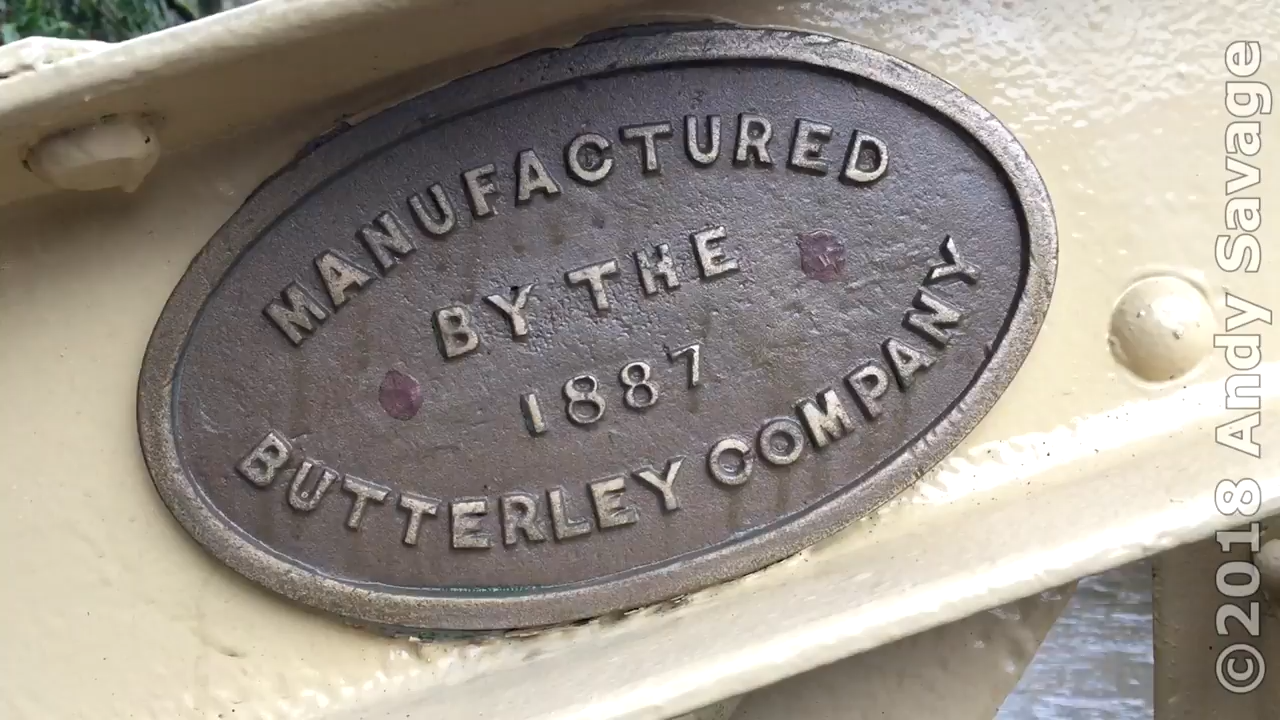 MANUFACTURED
BY THE
1887
BUTTERLEY COMPANY
©2018 Andy Savage